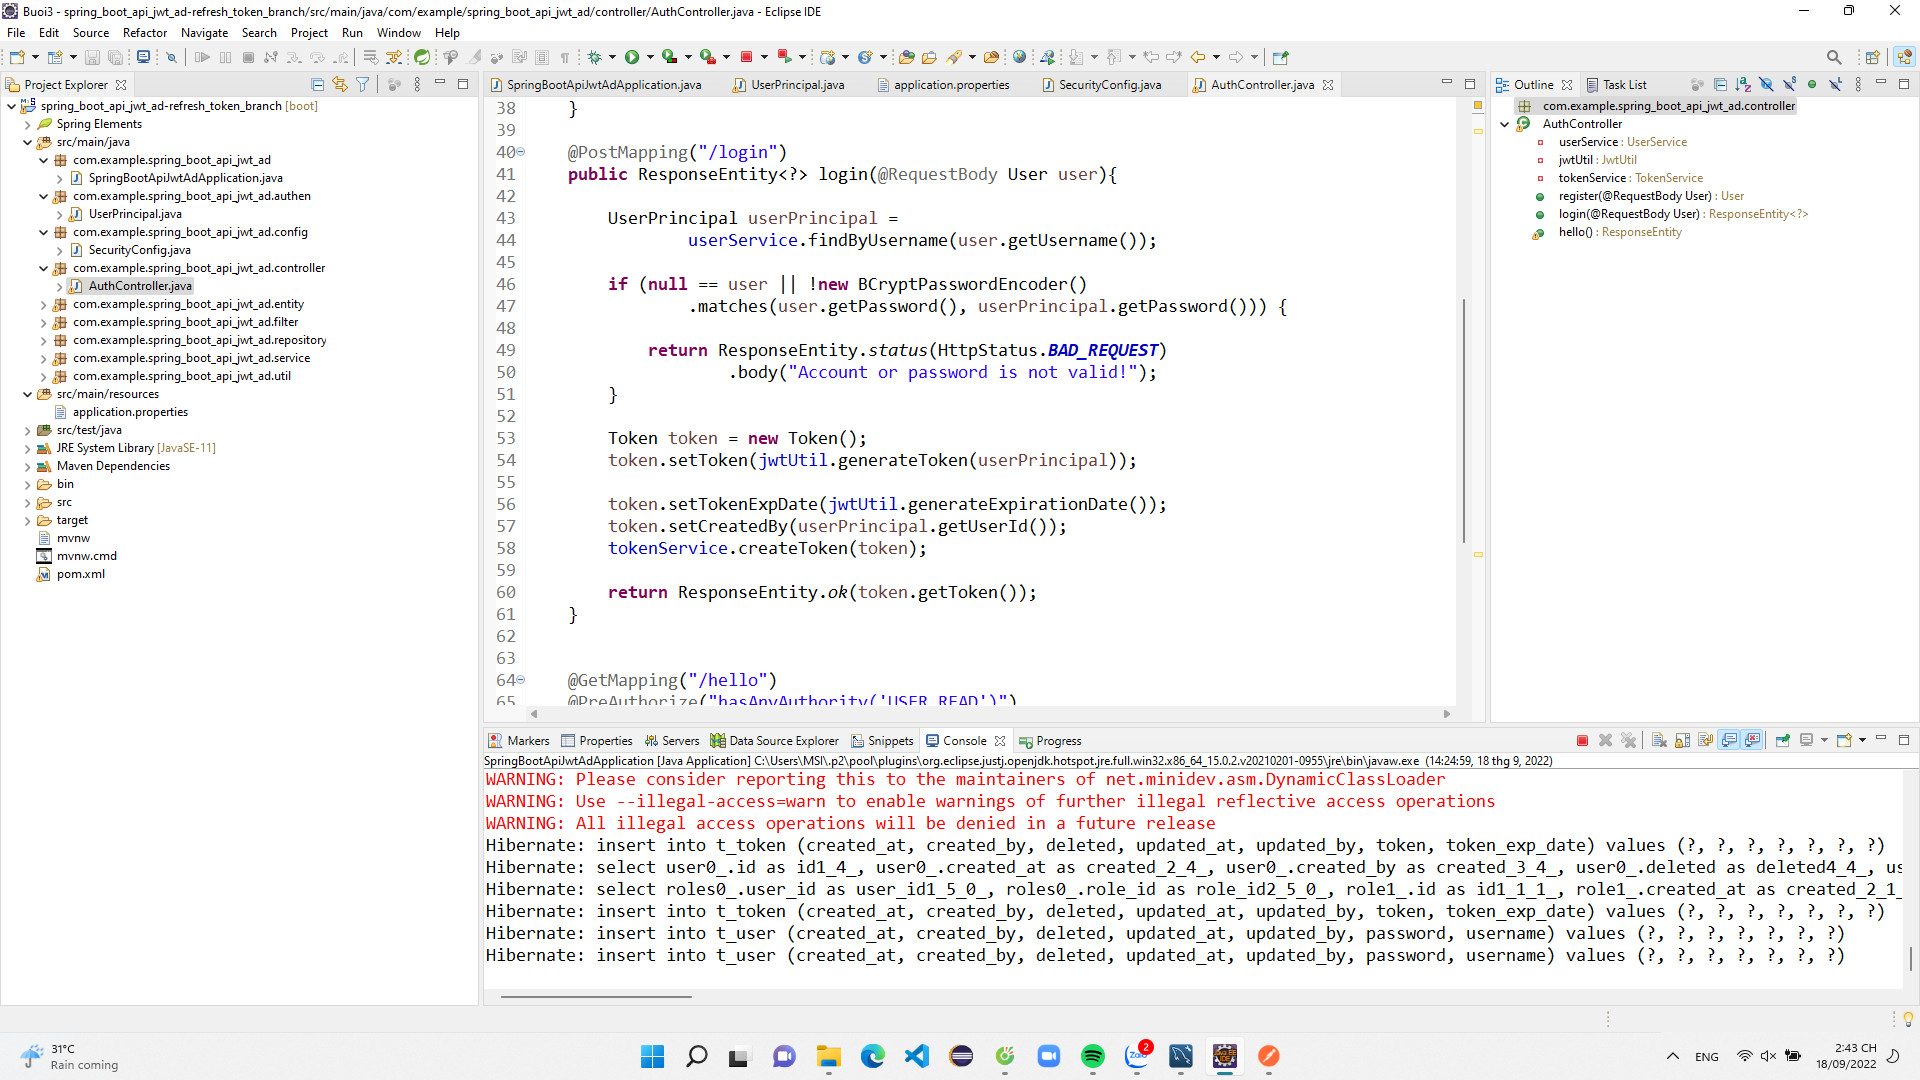 Buoi3 - spring_boot_api_jwt_ad-refresh_token_branch/src/main/java/com/example/spring_boot_api_jwt_ad/controller/AuthController.java - Eclipse IDE
File Edit Source Refactor Navigate Search Project Run Window Help
Project Explorer
spring_boot_api_jwt_ad-refresh_token_branch [boot]
Spring Elements
src/main/java
com.example.spring_boot_api_jwt_ad
SpringBootApiJwtAdApplication.java
com.example.spring_boot_api_jwt_ad.authen
UserPrincipal.java
com.example.spring_boot_api_jwt_ad.config
SecurityConfig.java
com.example.spring_boot_api_jwt_ad.controller
AuthController.java
com.example.spring_boot_api_jwt_ad.entity
com.example.spring_boot_api_jwt_ad.filter
com.example.spring_boot_api_jwt_ad.repository
com.example.spring_boot_api_jwt_ad.service
com.example.spring_boot_api_jwt_ad.util
src/main/resources
application.properties
src/test/java
JRE System Library [JavaSE-11]
Maven Dependencies
bin
src
target
mvnw
mvnw.cmd
pom.xml
SpringBootApiJwtAdApplication.java UserPrincipal.java application.properties SecurityConfig.java AuthController.java
38 }
39
40 @PostMapping("/login")
41 public ResponseEntity<?> login(@RequestBody User user){
42
43 UserPrincipal userPrincipal =
44 userService.findByUsername(user.getUsername());
45
46 if (null == user || !new BCryptPasswordEncoder()
47 .matches(user.getPassword(), userPrincipal.getPassword())) {
48
49 return ResponseEntity.status(HttpStatus.BAD_REQUEST)
50 .body("Account or password is not valid!");
51 }
52
53 Token token = new Token();
54 token.setToken(jwtUtil.generateToken(userPrincipal));
55
56 token.setTokenExpDate(jwtUtil.generateExpirationDate());
57 token.setCreatedBy(userPrincipal.getUserId());
58 tokenService.createToken(token);
59
60 return ResponseEntity.ok(token.getToken());
61 }
62
63
64 @GetMapping("/hello")
65 @PreAuthorize("hasAnyAuthority('USER_READ')")
Outline Task List
com.example.spring_boot_api_jwt_ad.controller
AuthController
userService : UserService
jwtUtil : JwtUtil
tokenService : TokenService
register(@RequestBody User) : User
login(@RequestBody User) : ResponseEntity<?>
hello() : ResponseEntity
Markers Properties Servers Data Source Explorer Snippets Console Progress
SpringBootApiJwtAdApplication [Java Application] C:\Users\MSI\.p2\pool\plugins\org.eclipse.justj.openjdk.hotspot.jre.full.win32.x86_64_15.0.2.v20210201-0955\jre\bin\javaw.exe (14:24:59, 18 thg 9, 2022)
WARNING: Please consider reporting this to the maintainers of net.minidev.asm.DynamicClassLoader
WARNING: Use --illegal-access=warn to enable warnings of further illegal reflective access operations
WARNING: All illegal access operations will be denied in a future release
Hibernate: insert into t_token (created_at, created_by, deleted, updated_at, updated_by, token, token_exp_date) values (?, ?, ?, ?, ?, ?, ?)
Hibernate: select user0_.id as id1_4_, user0_.created_at as created_2_4_, user0_.created_by as created_3_4_, user0_.deleted as deleted4_4_, us
Hibernate: select roles0_.user_id as user_id1_5_0_, roles0_.role_id as role_id2_5_0_, role1_.id as id1_1_1_, role1_.created_at as created_2_1_
Hibernate: insert into t_token (created_at, created_by, deleted, updated_at, updated_by, token, token_exp_date) values (?, ?, ?, ?, ?, ?, ?)
Hibernate: insert into t_user (created_at, created_by, deleted, updated_at, updated_by, password, username) values (?, ?, ?, ?, ?, ?, ?)
Hibernate: insert into t_user (created_at, created_by, deleted, updated_at, updated_by, password, username) values (?, ?, ?, ?, ?, ?, ?)
31°C
Rain coming
Zalo
2
ENG
2:43 CH
18/09/2022